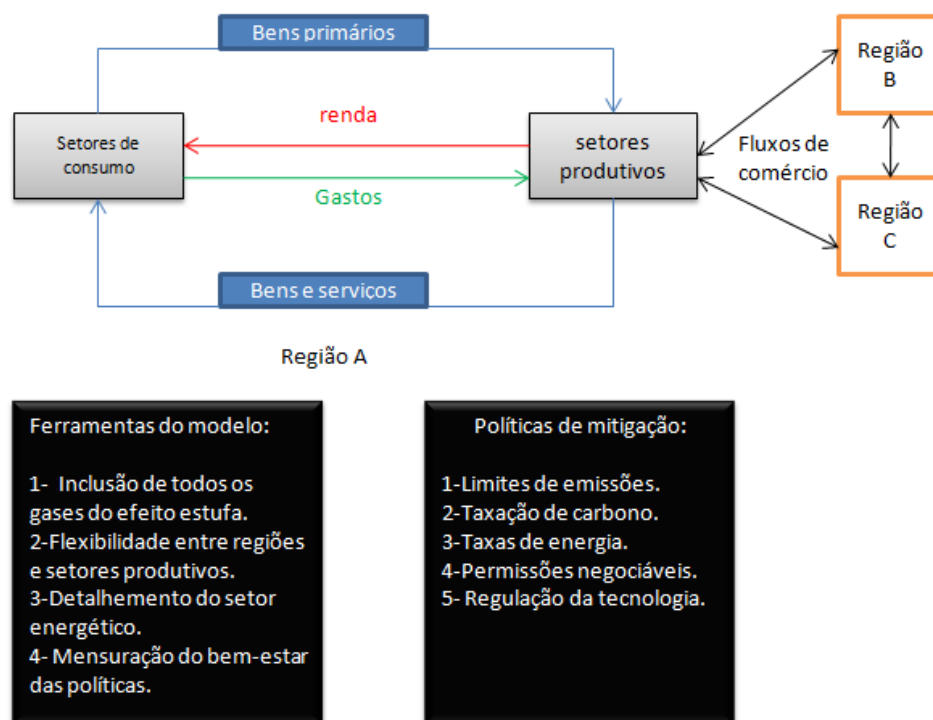 Bens primários
Região
B
renda
Setores de
consumo
setores
produtivos
Fluxos de
comércio
Gastos
Região
C
Bens e serviços
Região A
Ferramentas do modelo:
1- Inclusão de todos os
gases do efeito estufa.
2-Flexibilidade entre regiões
e setores produtivos.
3-Detalhemento do setor
energético.
4- Mensuração do bem-estar
das políticas.
Políticas de mitigação:
1-Limites de emissões.
2-Taxação de carbono.
3-Taxas de energia.
4-Permissões negociáveis.
5- Regulação da tecnologia.